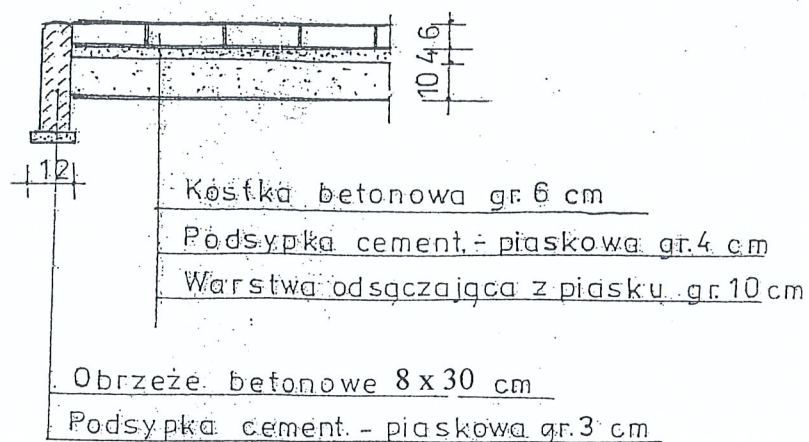 10 4 6
12
Kostka betonowa gr. 6 cm
Podsypka cement. - piaskowa gr. 4 cm
Warstwa odsączająca z piasku gr. 10 cm
Obrzeże betonowe 8 x 30 cm
Podsypka cement. - piaskowa gr. 3 cm